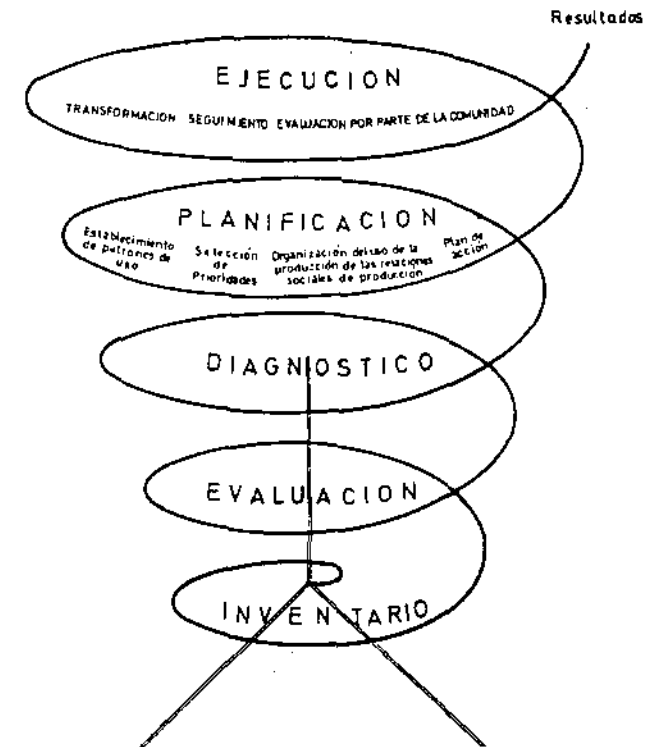 Resultados
EJECUCION
TRANSFORMACION SEGUIMIENTO EVALUACION POR PARTE DE LA COMUNIDAD
PLANIFICACION
Establecimiento
de patrones de
uso
Selección
de
Prioridades
Organización del uso de la
producción de las relaciones
sociales de producción
Plan de
acción
DIAGNOSTICO
EVALUACION
INVENTARIO